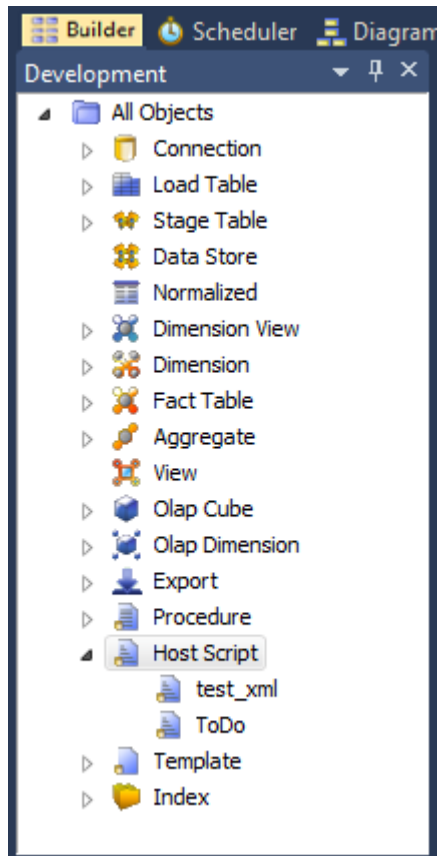 Builder Scheduler Diagram
Development
All Objects
Connection
Load Table
Stage Table
Data Store
Normalized
Dimension View
Dimension
Fact Table
Aggregate
View
Olap Cube
Olap Dimension
Export
Procedure
Host Script
test_xml
ToDo
Template
Index